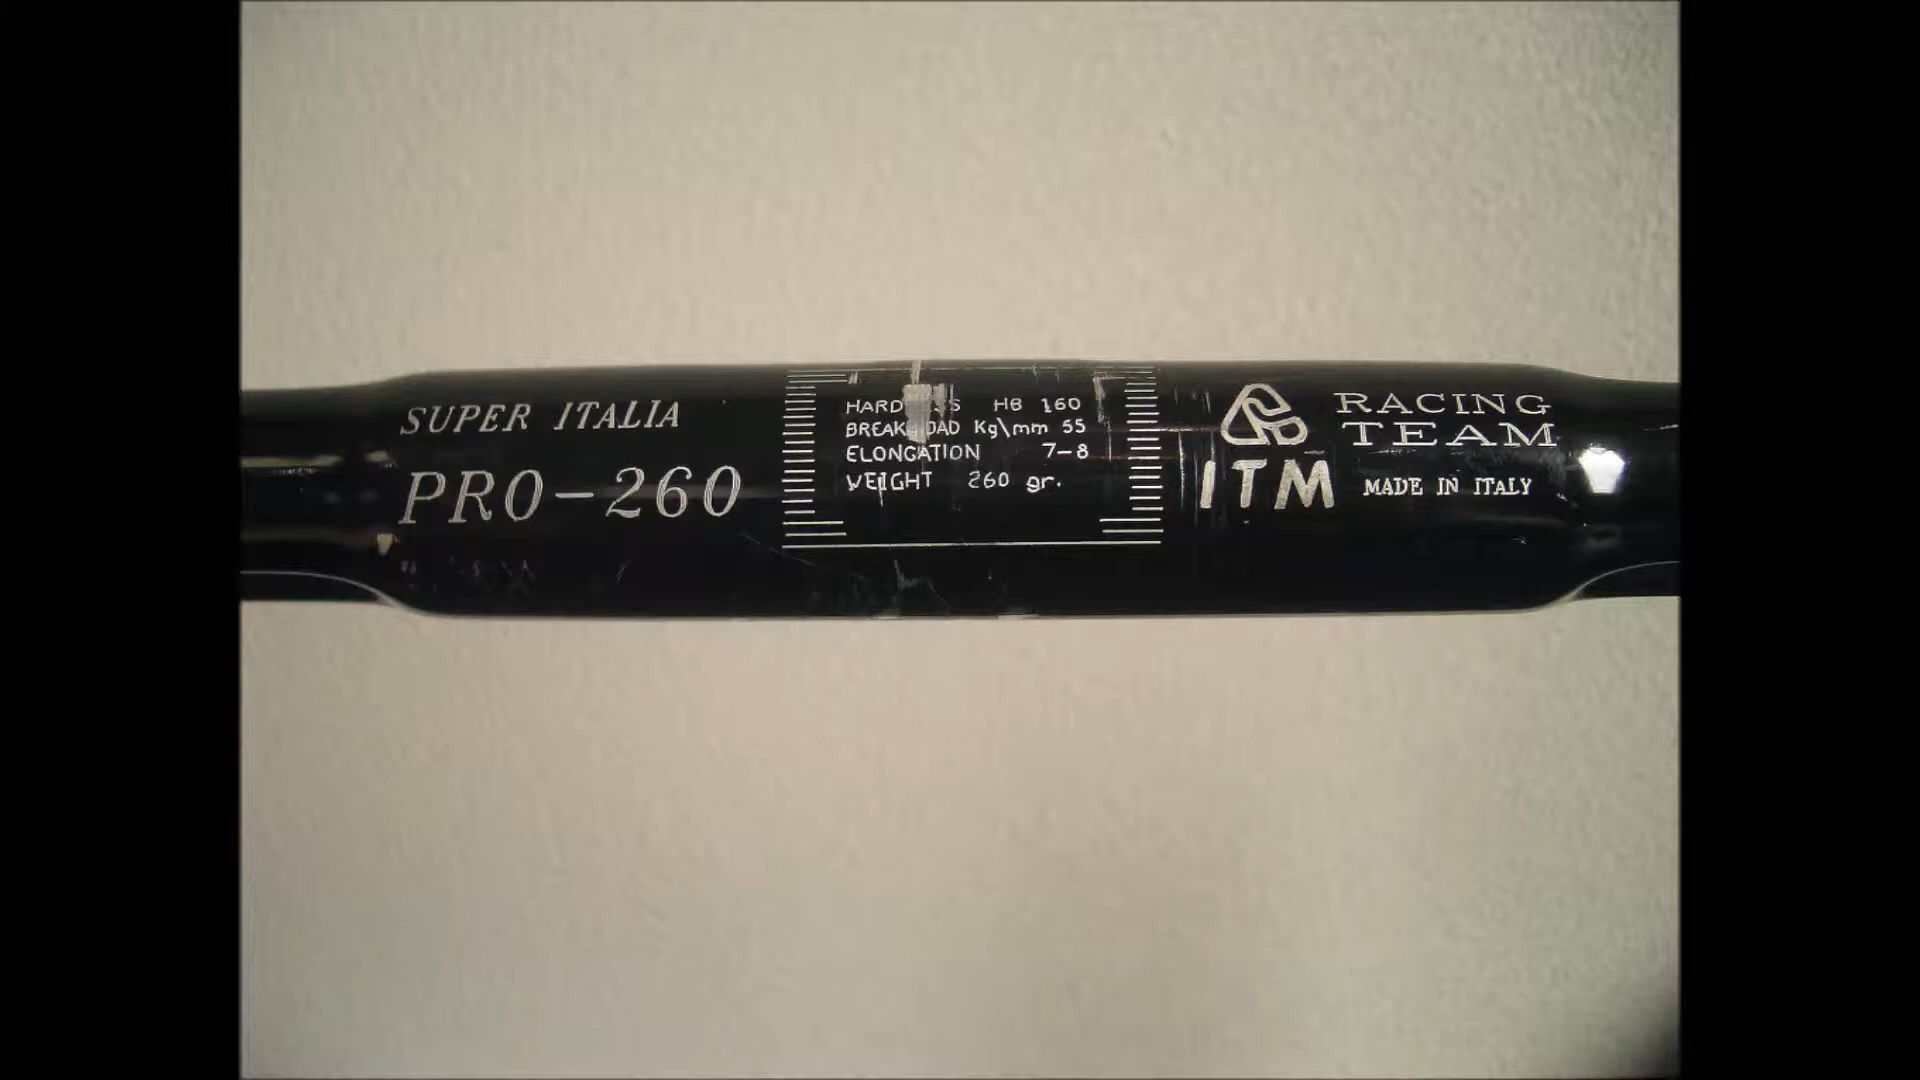 SUPER ITALIA
PRO-260
HB 160
Kg\mm 55
ELONGATION 7-8
WEIGHT 260 gr.
ITM
RACING
TEAM
MADE IN ITALY